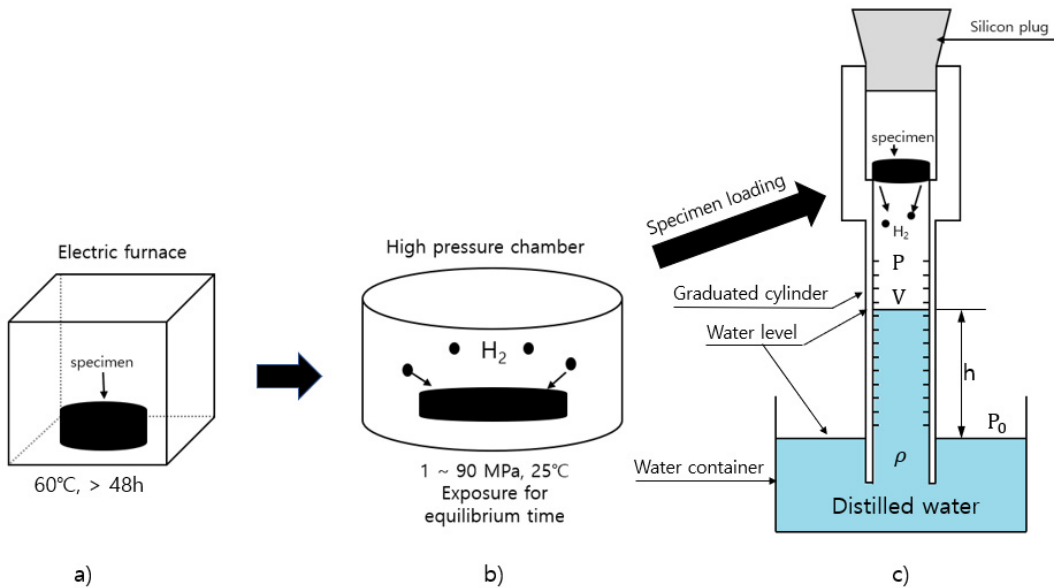 Electric furnace
specimen
60℃, > 48h
a)
High pressure chamber
H₂
1 ~ 90 MPa, 25℃
Exposure for
equilibrium time
b)
Specimen loading
Silicon plug
specimen
H₂
P
Graduated cylinder
V
Water level
h
P₀
ρ
Water container
Distilled water
c)